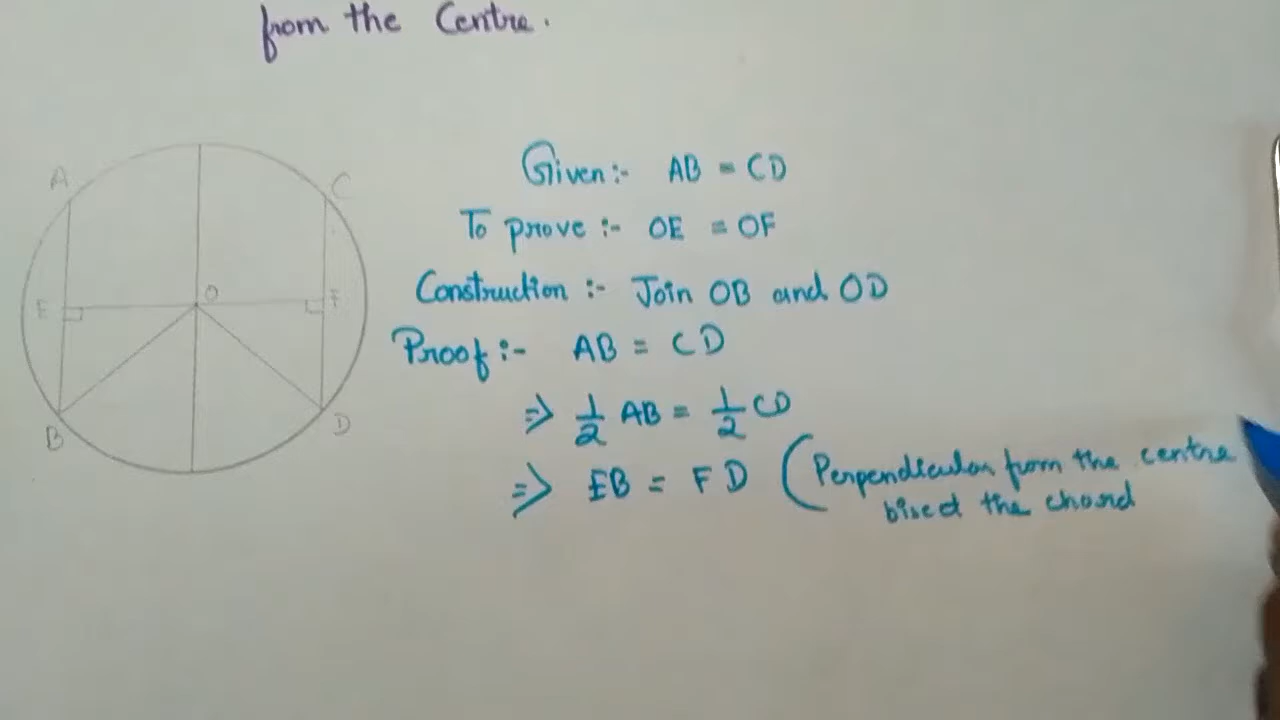 from the Centre.
A
C
Given:- AB = CD
To prove :- OE = OF
E
O
F
Construction :- Join OB and OD
Proof :- AB = CD
⇒ 1/2 AB = 1/2 CD
B
D
⇒ EB = FD (Perpendicular from the centre
bisect the chord